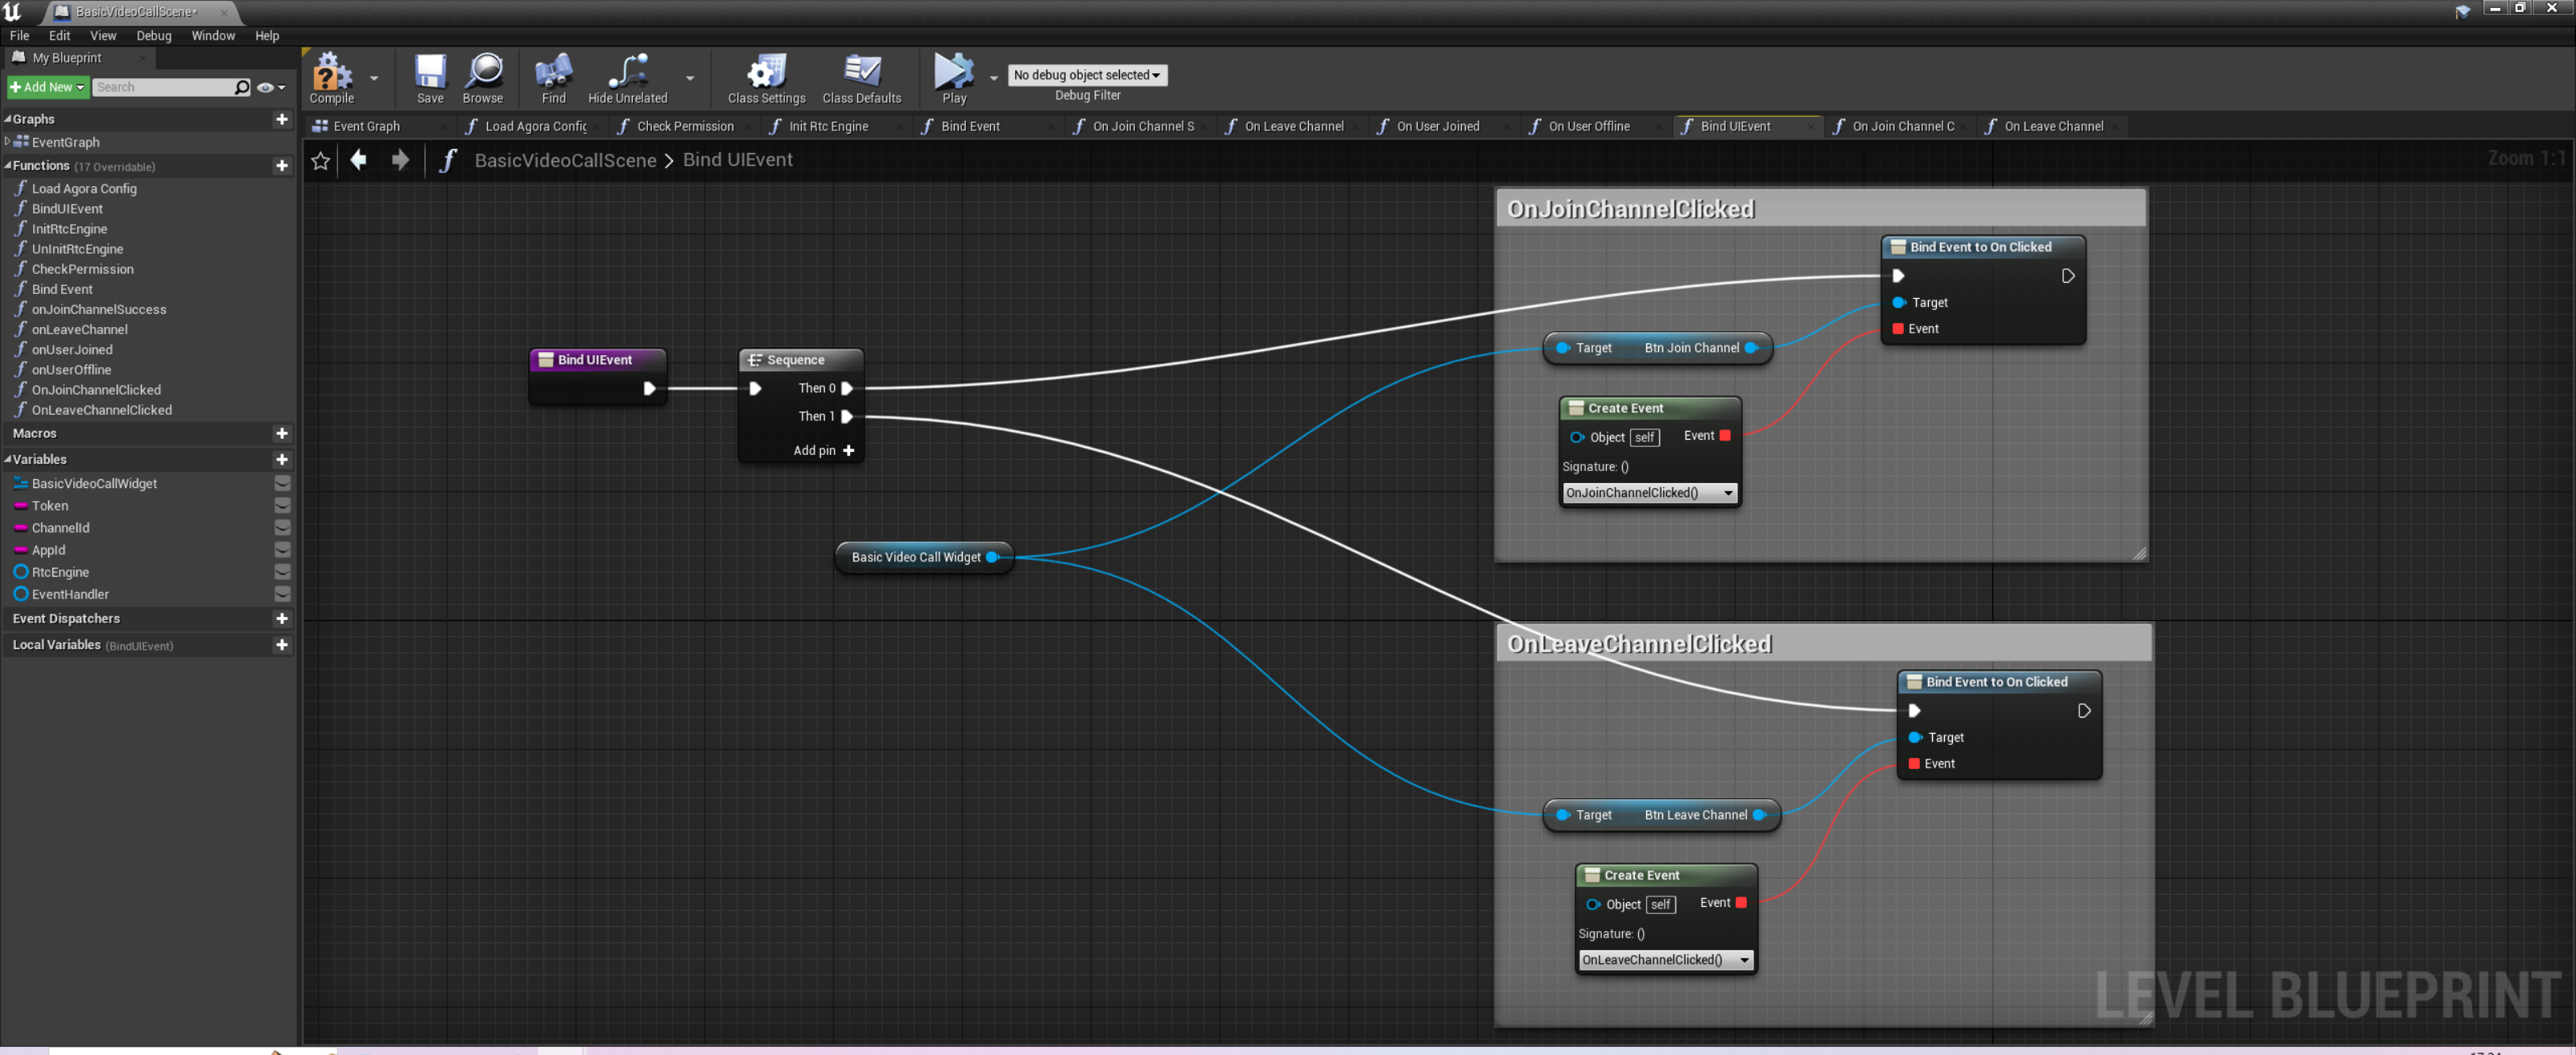 BasicVideoCallScene*
File Edit View Debug Window Help
My Blueprint
Add New Search
Compile Save Browse Find Hide Unrelated Class Settings Class Defaults Play No debug object selected
Debug Filter
Event Graph Load Agora Config Check Permission Init Rtc Engine Bind Event On Join Channel S On Leave Channel On User Joined On User Offline Bind UIEvent On Join Channel C On Leave Channel
BasicVideoCallScene > Bind UIEvent
Zoom 1:1
Graphs
EventGraph
Functions (17 Overridable)
Load Agora Config
BindUIEvent
InitRtcEngine
UnInitRtcEngine
CheckPermission
Bind Event
onJoinChannelSuccess
onLeaveChannel
onUserJoined
onUserOffline
OnJoinChannelClicked
OnLeaveChannelClicked
Macros
Variables
BasicVideoCallWidget
Token
ChannelId
AppId
RtcEngine
EventHandler
Event Dispatchers
Local Variables (BindUIEvent)
Bind UIEvent
Sequence
Then 0
Then 1
Add pin
Basic Video Call Widget
OnJoinChannelClicked
Bind Event to On Clicked
Target
Event
Target Btn Join Channel
Create Event
Object self Event
Signature: ()
OnJoinChannelClicked()
OnLeaveChannelClicked
Bind Event to On Clicked
Target
Event
Target Btn Leave Channel
Create Event
Object self Event
Signature: ()
OnLeaveChannelClicked()
LEVEL BLUEPRINT